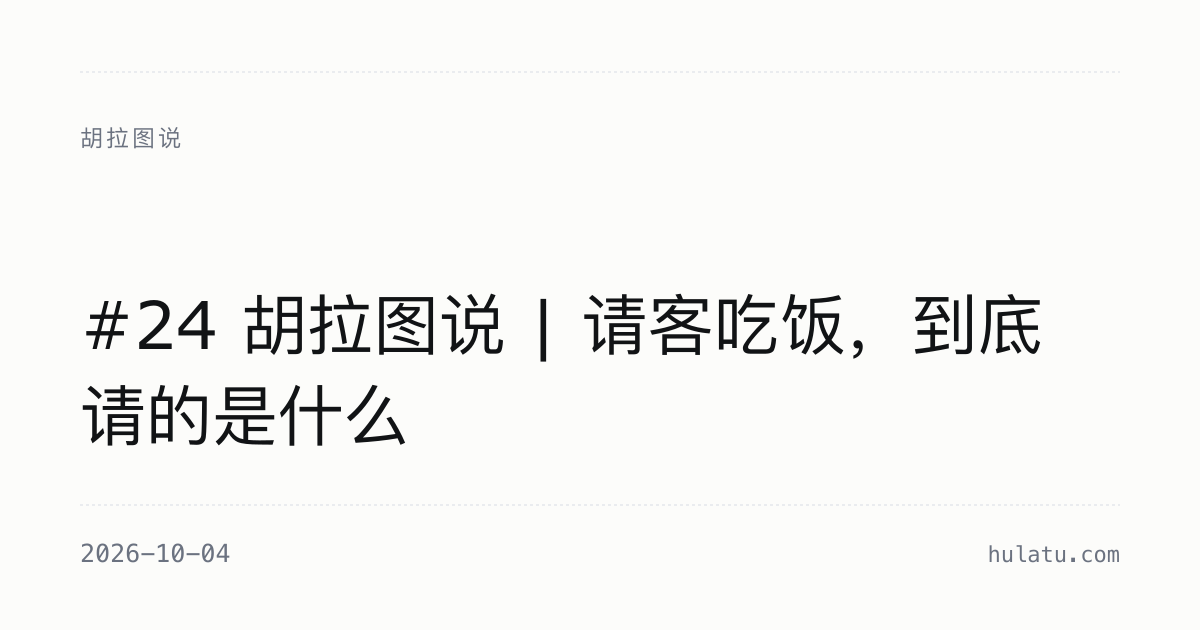 胡拉图说
#24 胡拉图说 | 请客吃饭，到底
请的是什么
2026-10-04
hulatu.com